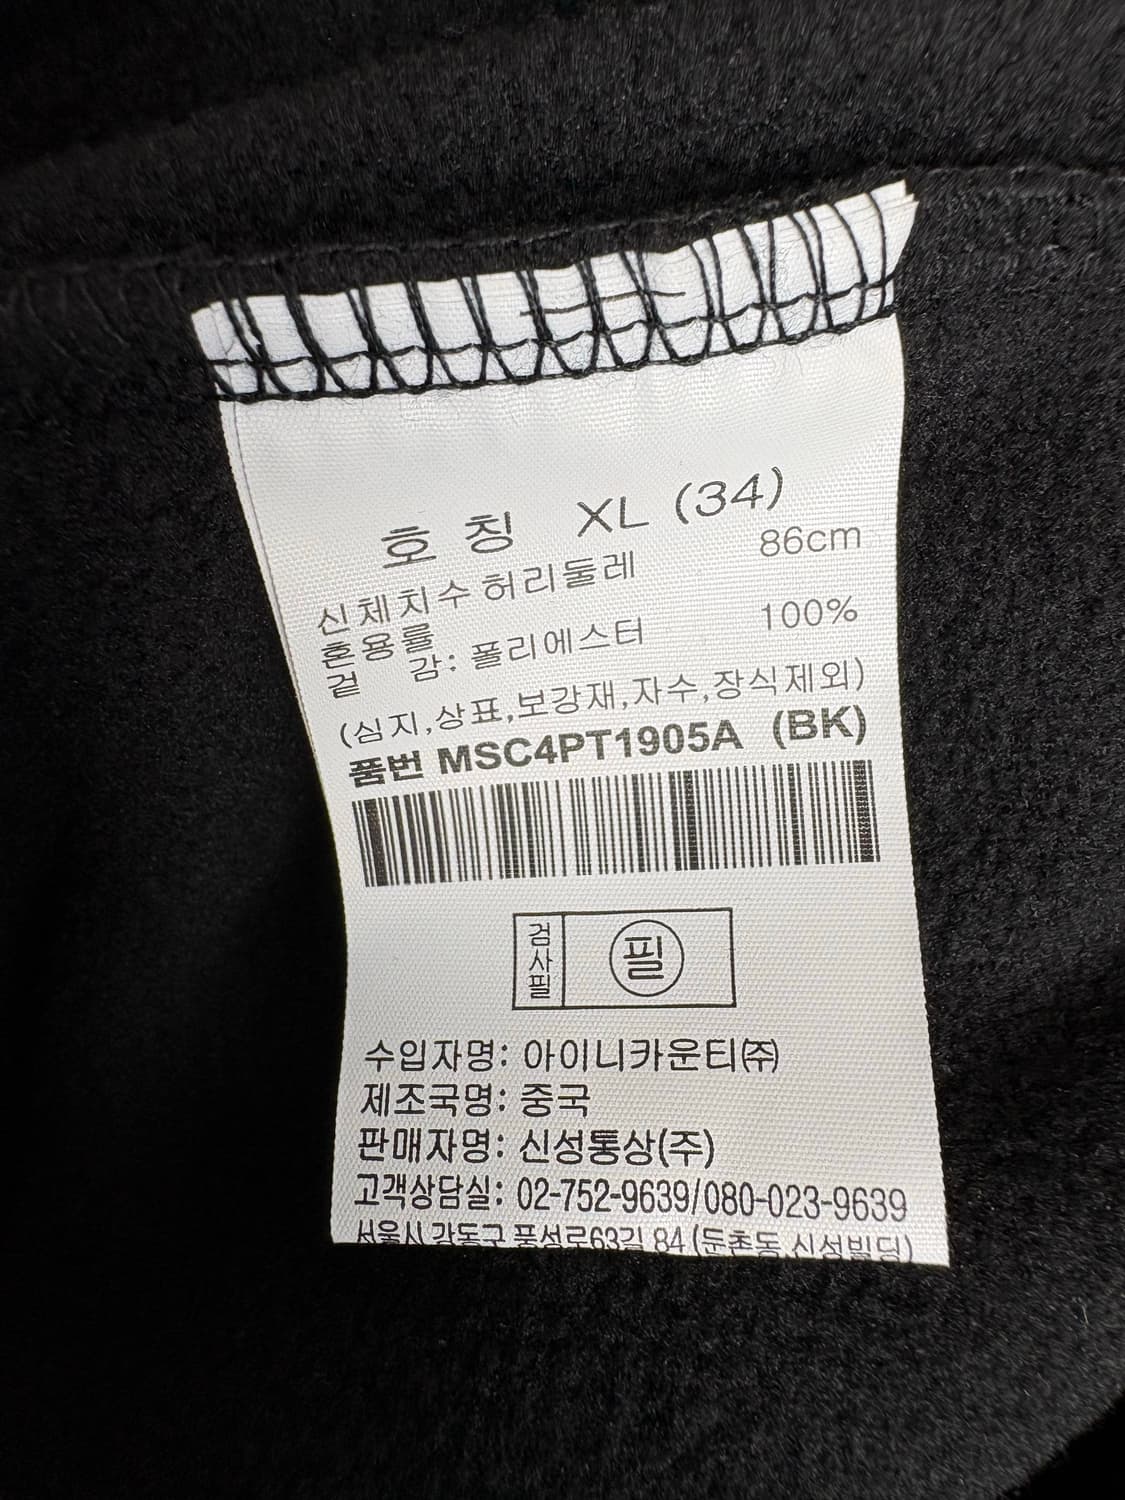 호 칭 XL (34)
신체치수 허리둘레 86cm
혼용률
겉 감: 폴리에스터 100%
(심지,상표,보강재,자수,장식제외)
품번 MSC4PT1905A (BK)
검사필 필
수입자명: 아이니카운티㈜
제조국명: 중국
판매자명: 신성통상(주)
고객상담실: 02-752-9639/080-023-9639
서울시 강동구 풍성로63길 84 (둔촌동,신성빌딩)